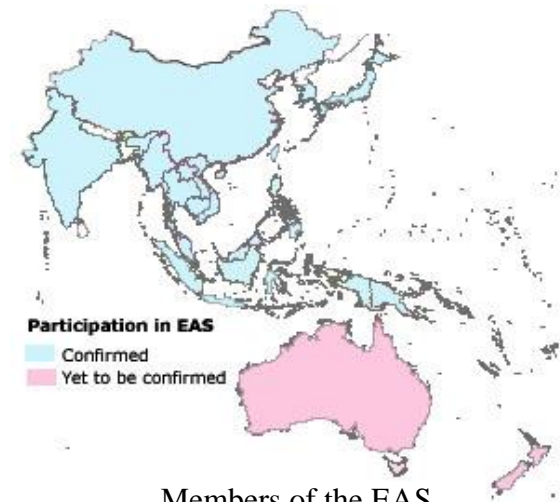 Participation in EAS
Confirmed
Yet to be confirmed
Members of the EAS